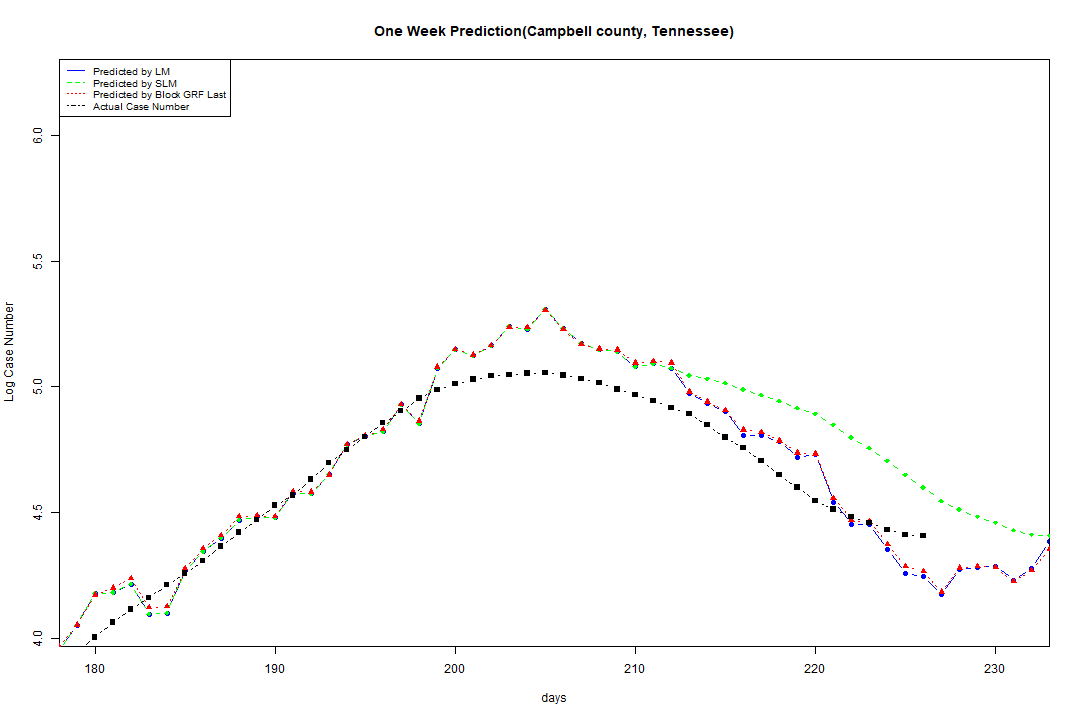 One Week Prediction(Campbell county, Tennessee)
Predicted by LM
Predicted by SLM
Predicted by Block GRF Last
Actual Case Number
6.0
5.5
5.0
4.5
4.0
Log Case Number
180 190 200 210 220 230
days